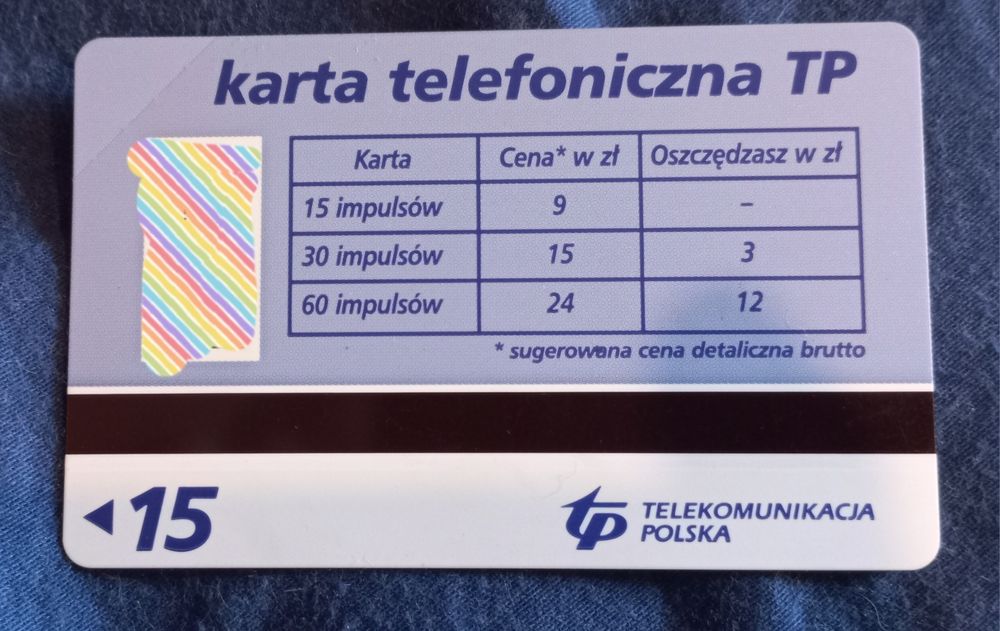 karta telefoniczna TP
Karta Cena* w zł Oszczędzasz w zł
15 impulsów 9 –
30 impulsów 15 3
60 impulsów 24 12
* sugerowana cena detaliczna brutto
15
tp TELEKOMUNIKACJA
POLSKA